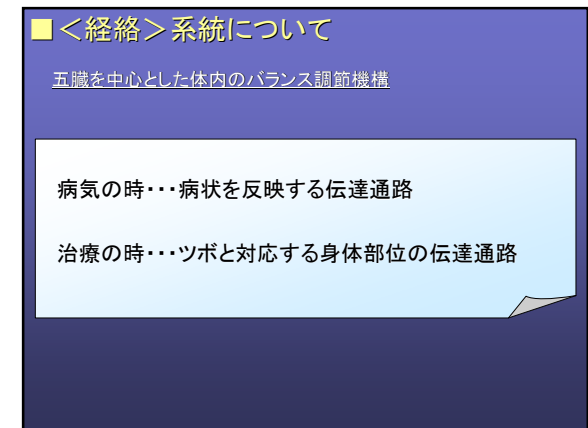 ■＜経絡＞系統について
五臓を中心とした体内のバランス調節機構
病気の時・・・病状を反映する伝達通路
治療の時・・・ツボと対応する身体部位の伝達通路